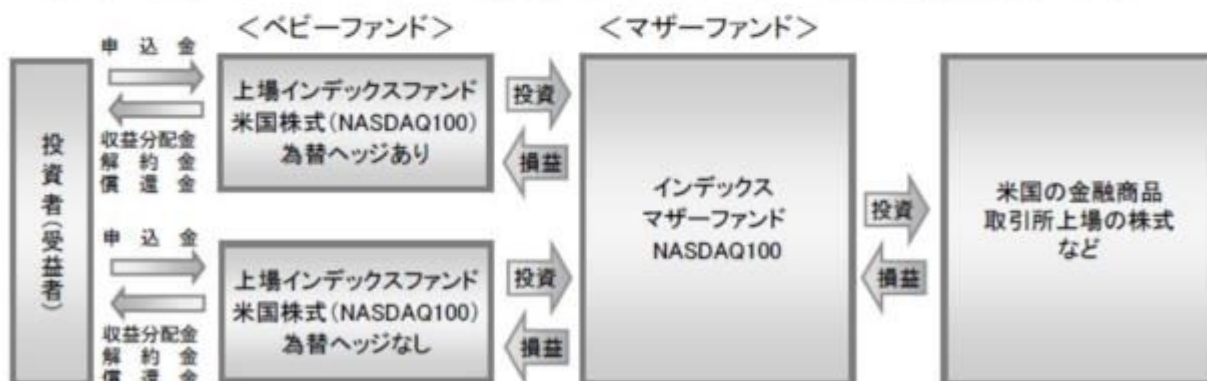 ＜ベビーファンド＞
＜マザーファンド＞
投資者(受益者)
申込金
収益分配金
解約金
償還金
上場インデックスファンド
米国株式(NASDAQ100)
為替ヘッジあり
投資
損益
申込金
収益分配金
解約金
償還金
上場インデックスファンド
米国株式(NASDAQ100)
為替ヘッジなし
投資
損益
インデックス
マザーファンド
NASDAQ100
投資
損益
米国の金融商品
取引所上場の株式
など